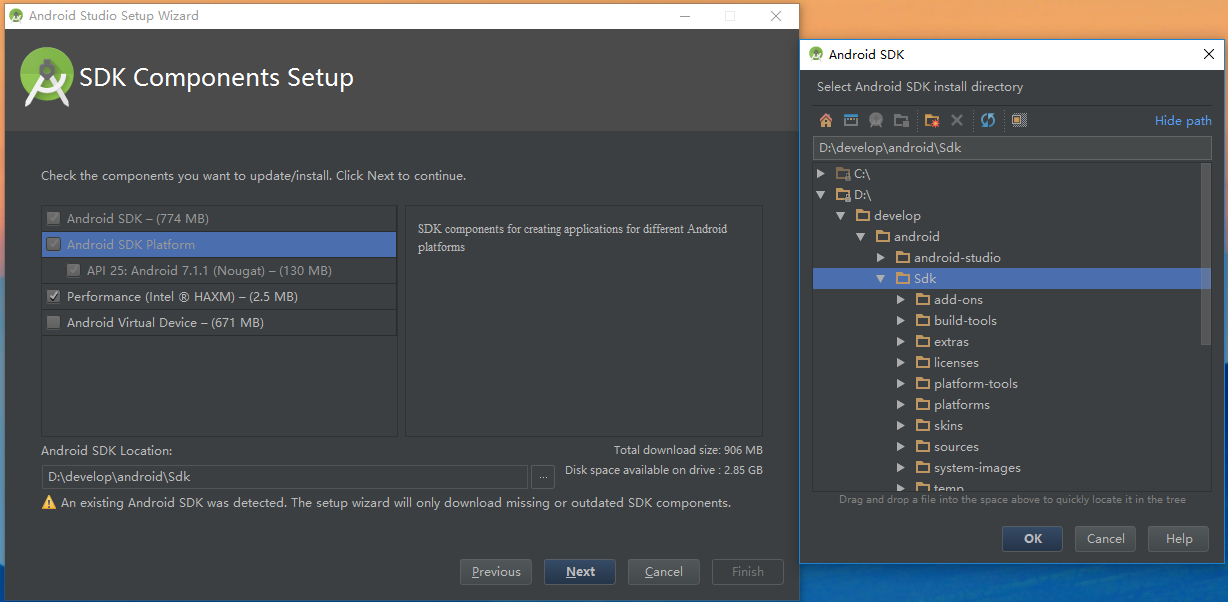 Android Studio Setup Wizard
SDK Components Setup
Check the components you want to update/install. Click Next to continue.
Android SDK – (774 MB)
Android SDK Platform
API 25: Android 7.1.1 (Nougat) – (130 MB)
Performance (Intel ® HAXM) – (2.5 MB)
Android Virtual Device – (671 MB)
SDK components for creating applications for different Android
platforms
Android SDK Location:
Total download size: 906 MB
D:\develop\android\Sdk
...
Disk space available on drive : 2.85 GB
An existing Android SDK was detected. The setup wizard will only download missing or outdated SDK components.
Previous
Next
Cancel
Finish
Android SDK
Select Android SDK install directory
Hide path
D:\develop\android\Sdk
C:\
D:\
develop
android
android-studio
Sdk
add-ons
build-tools
extras
licenses
platform-tools
platforms
skins
sources
system-images
temp
Drag and drop a file into the space above to quickly locate it in the tree
OK
Cancel
Help